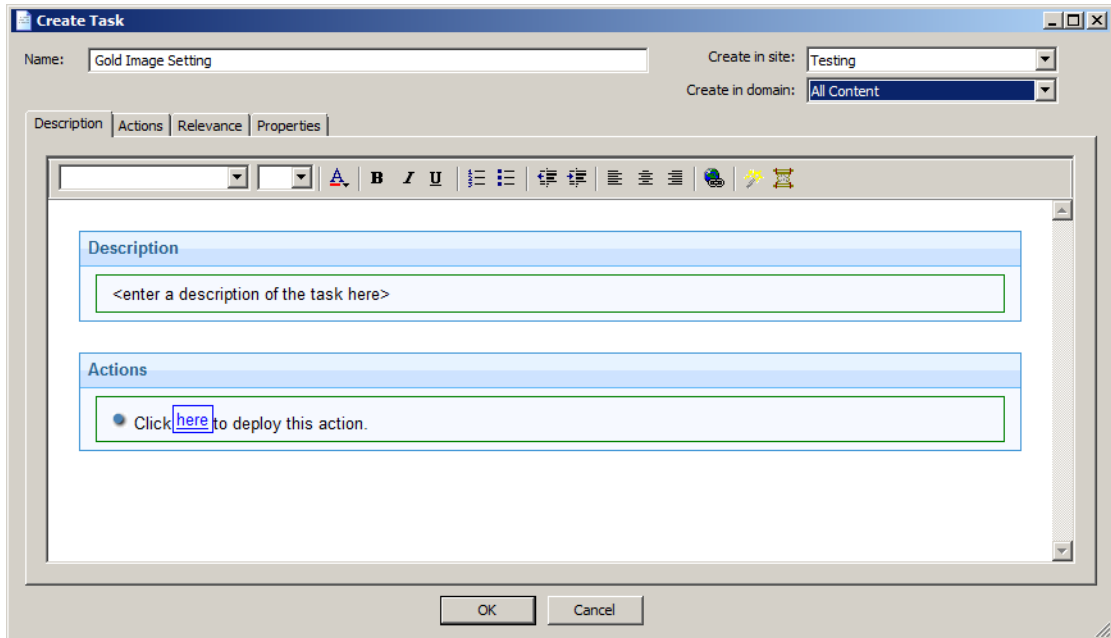 Create Task
Name: Gold Image Setting Create in site: Testing
Create in domain: All Content
Description Actions Relevance Properties
A B I U
Description
<enter a description of the task here>
Actions
Click here to deploy this action.
OK Cancel